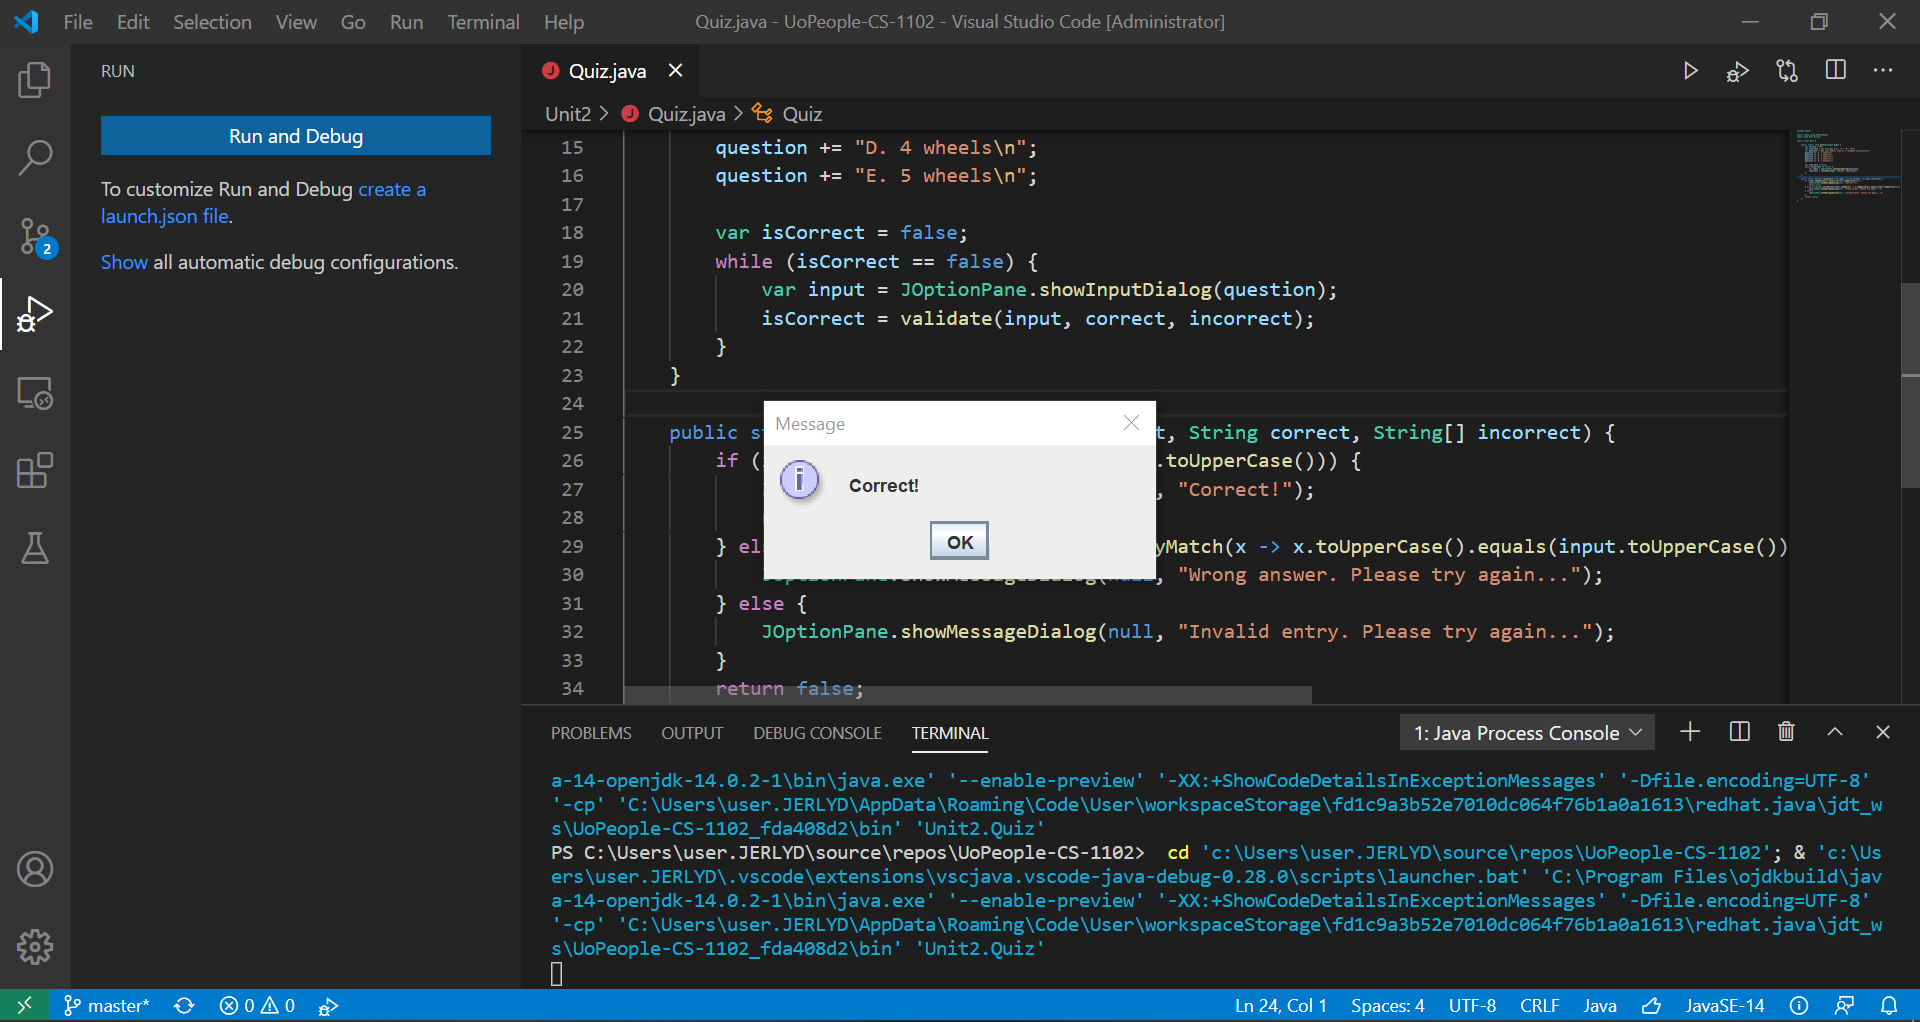 File Edit Selection View Go Run Terminal Help
Quiz.java - UoPeople-CS-1102 - Visual Studio Code [Administrator]
RUN
Run and Debug
To customize Run and Debug create a
launch.json file.
Show all automatic debug configurations.
2
Quiz.java
Unit2 > Quiz.java > Quiz
15 question += "D. 4 wheels\n";
16 question += "E. 5 wheels\n";
17
18 var isCorrect = false;
19 while (isCorrect == false) {
20 var input = JOptionPane.showInputDialog(question);
21 isCorrect = validate(input, correct, incorrect);
22 }
23 }
24
25 public s t, String correct, String[] incorrect) {
26 if ( .toUpperCase())) {
27 , "Correct!");
28
29 } els yMatch(x -> x.toUpperCase().equals(input.toUpperCase())
30 JOptionPane.showMessageDialog(null, "Wrong answer. Please try again...");
31 } else {
32 JOptionPane.showMessageDialog(null, "Invalid entry. Please try again...");
33 }
34 return false;
Message
Correct!
OK
PROBLEMS OUTPUT DEBUG CONSOLE TERMINAL
1: Java Process Console
a-14-openjdk-14.0.2-1\bin\java.exe' '--enable-preview' '-XX:+ShowCodeDetailsInExceptionMessages' '-Dfile.encoding=UTF-8'
'-cp' 'C:\Users\user.JERLYD\AppData\Roaming\Code\User\workspaceStorage\fd1c9a3b52e7010dc064f76b1a0a1613\redhat.java\jdt_w
s\UoPeople-CS-1102_fda408d2\bin' 'Unit2.Quiz'
PS C:\Users\user.JERLYD\source\repos\UoPeople-CS-1102> cd 'c:\Users\user.JERLYD\source\repos\UoPeople-CS-1102'; & 'c:\Us
ers\user.JERLYD\.vscode\extensions\vscjava.vscode-java-debug-0.28.0\scripts\launcher.bat' 'C:\Program Files\ojdkbuild\jav
a-14-openjdk-14.0.2-1\bin\java.exe' '--enable-preview' '-XX:+ShowCodeDetailsInExceptionMessages' '-Dfile.encoding=UTF-8'
'-cp' 'C:\Users\user.JERLYD\AppData\Roaming\Code\User\workspaceStorage\fd1c9a3b52e7010dc064f76b1a0a1613\redhat.java\jdt_w
s\UoPeople-CS-1102_fda408d2\bin' 'Unit2.Quiz'
master* 0 0
Ln 24, Col 1 Spaces: 4 UTF-8 CRLF Java JavaSE-14